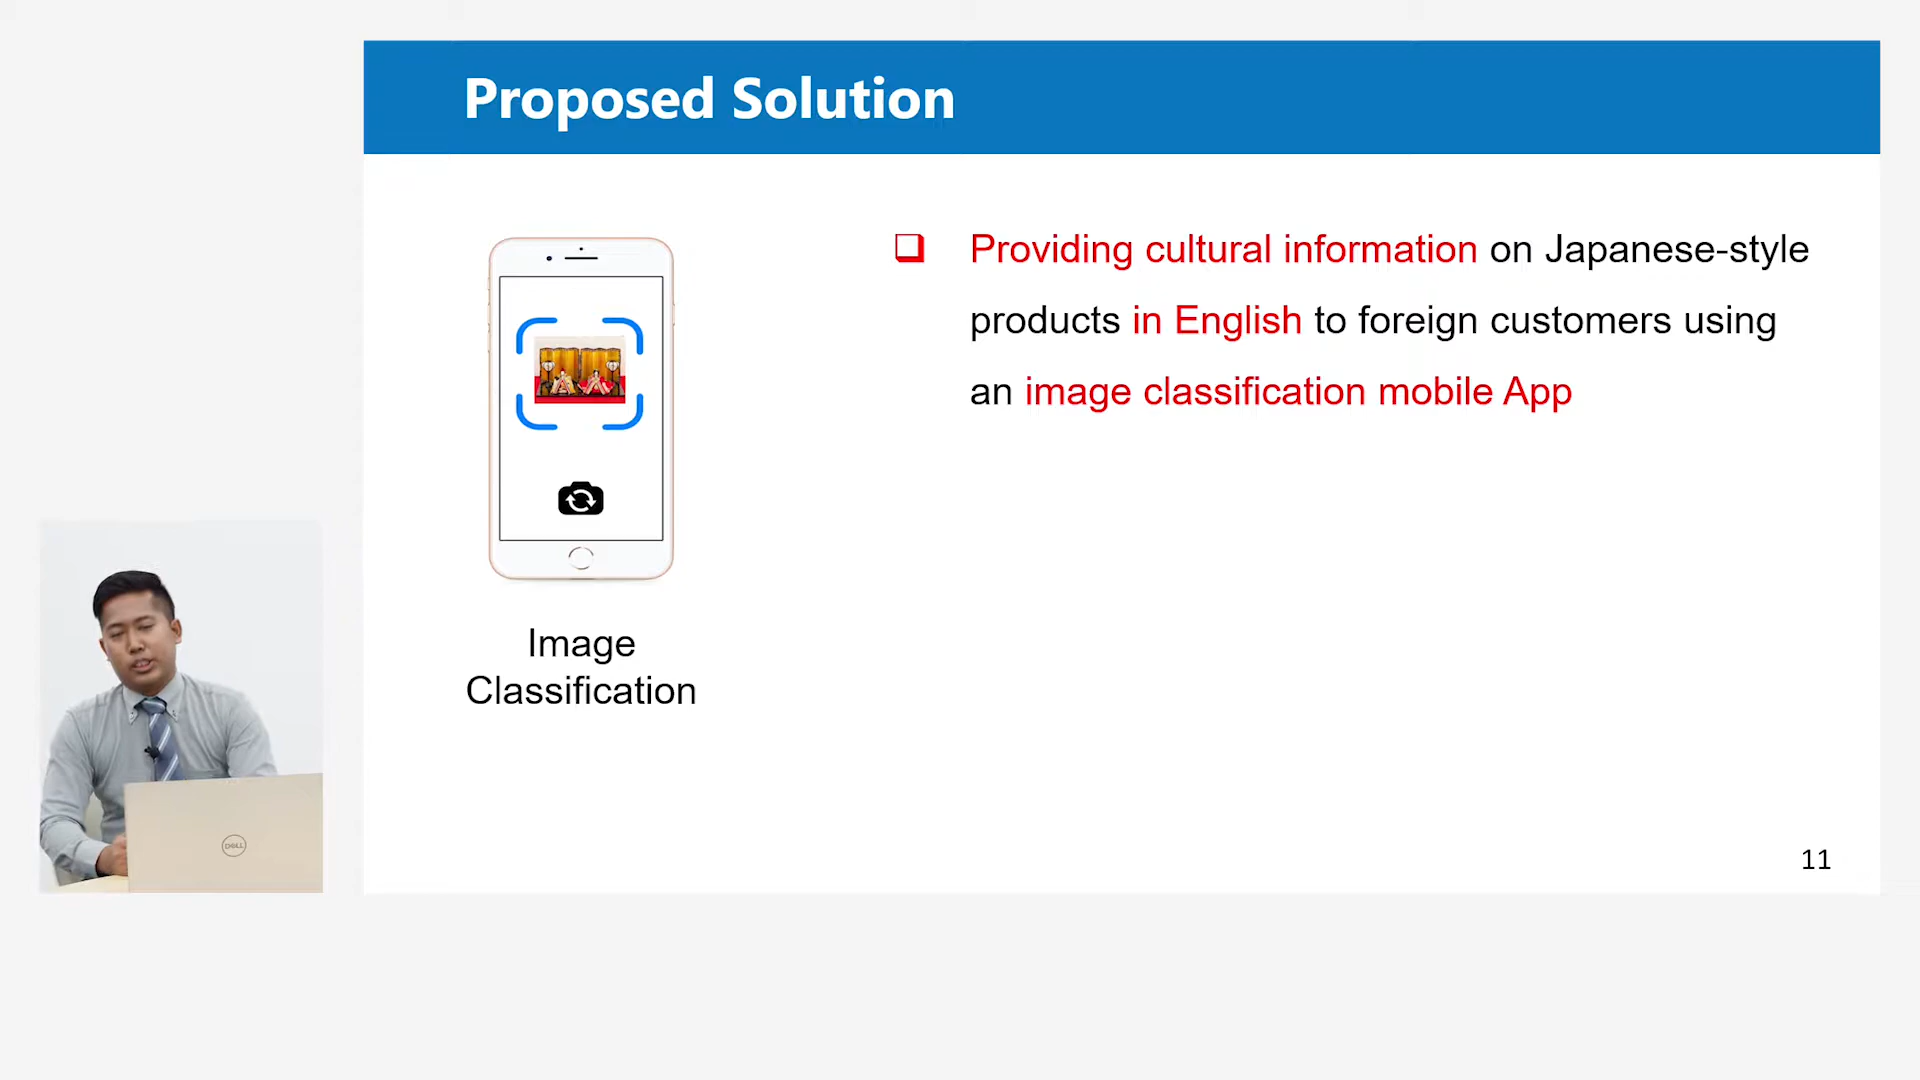 Proposed Solution
Providing cultural information on Japanese-style
products in English to foreign customers using
an image classification mobile App
Image
Classification
DELL
11